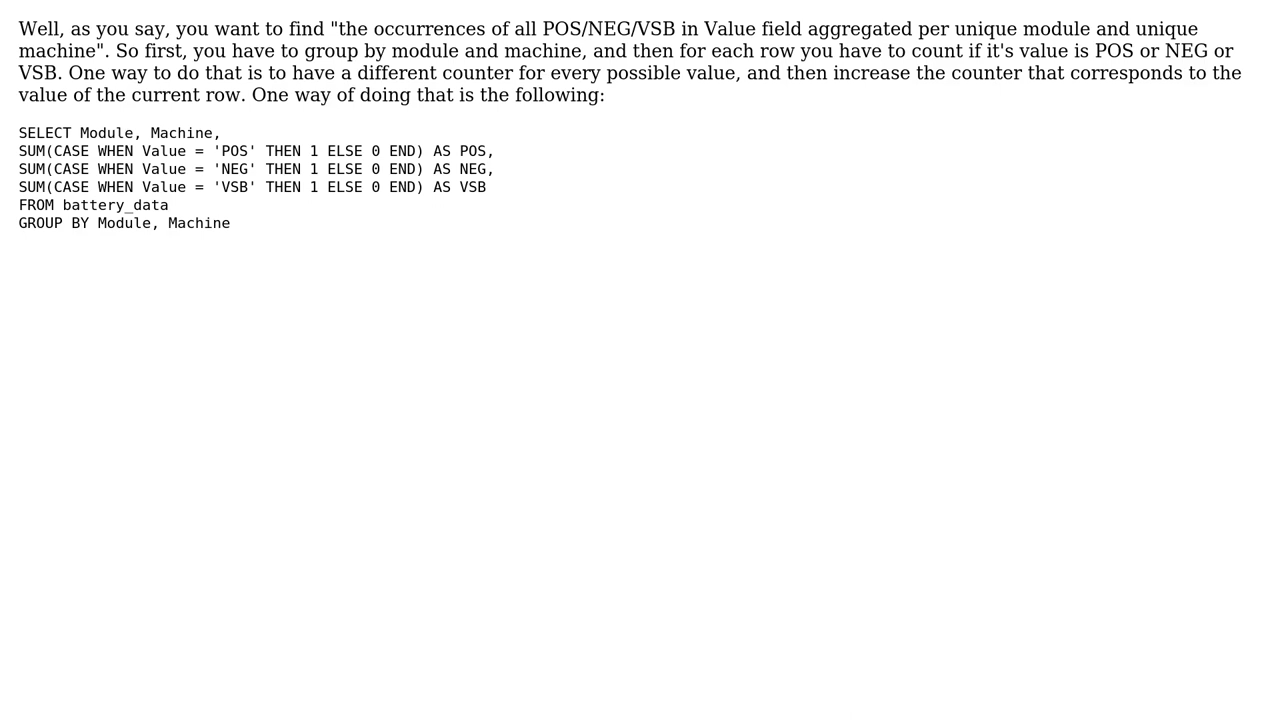 Well, as you say, you want to find "the occurrences of all POS/NEG/VSB in Value field aggregated per unique module and unique
machine". So first, you have to group by module and machine, and then for each row you have to count if it's value is POS or NEG or
VSB. One way to do that is to have a different counter for every possible value, and then increase the counter that corresponds to the
value of the current row. One way of doing that is the following:
SELECT Module, Machine,
SUM(CASE WHEN Value = 'POS' THEN 1 ELSE 0 END) AS POS,
SUM(CASE WHEN Value = 'NEG' THEN 1 ELSE 0 END) AS NEG,
SUM(CASE WHEN Value = 'VSB' THEN 1 ELSE 0 END) AS VSB
FROM battery_data
GROUP BY Module, Machine